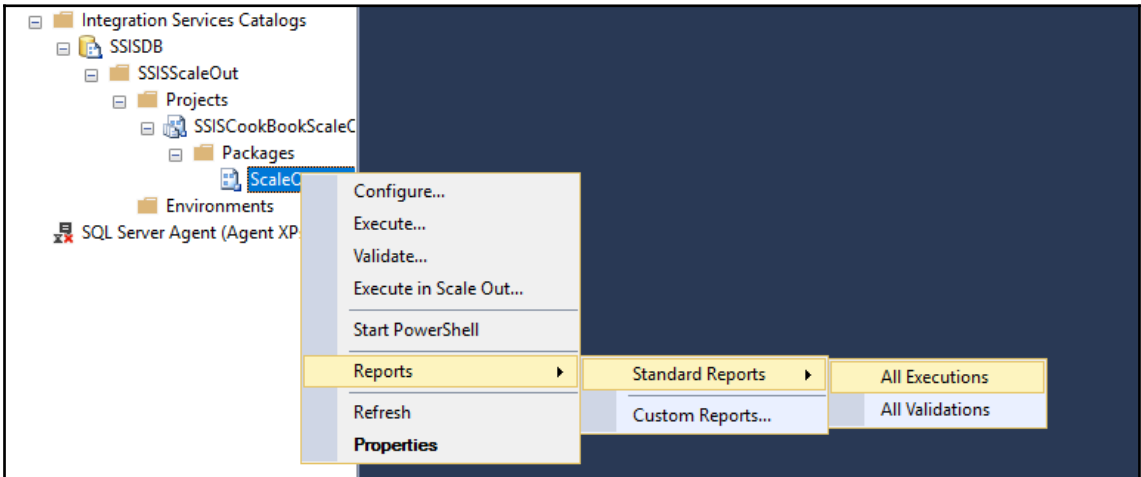 Integration Services Catalogs
SSISDB
SSISScaleOut
Projects
SSISCookBookScaleC
Packages
ScaleO
Environments
SQL Server Agent (Agent XP
Configure...
Execute...
Validate...
Execute in Scale Out...
Start PowerShell
Reports
Refresh
Properties
Standard Reports
Custom Reports...
All Executions
All Validations